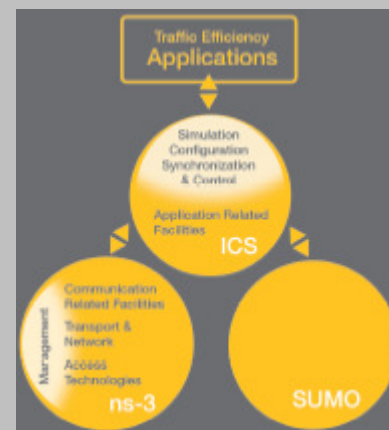 Traffic Efficiency
Applications
Simulation
Configuration
Synchronization
& Control
Application Related
Facilities
ICS
Management
Communication
Related Facilities
Transport &
Network
Access
Technologies
ns-3
SUMO